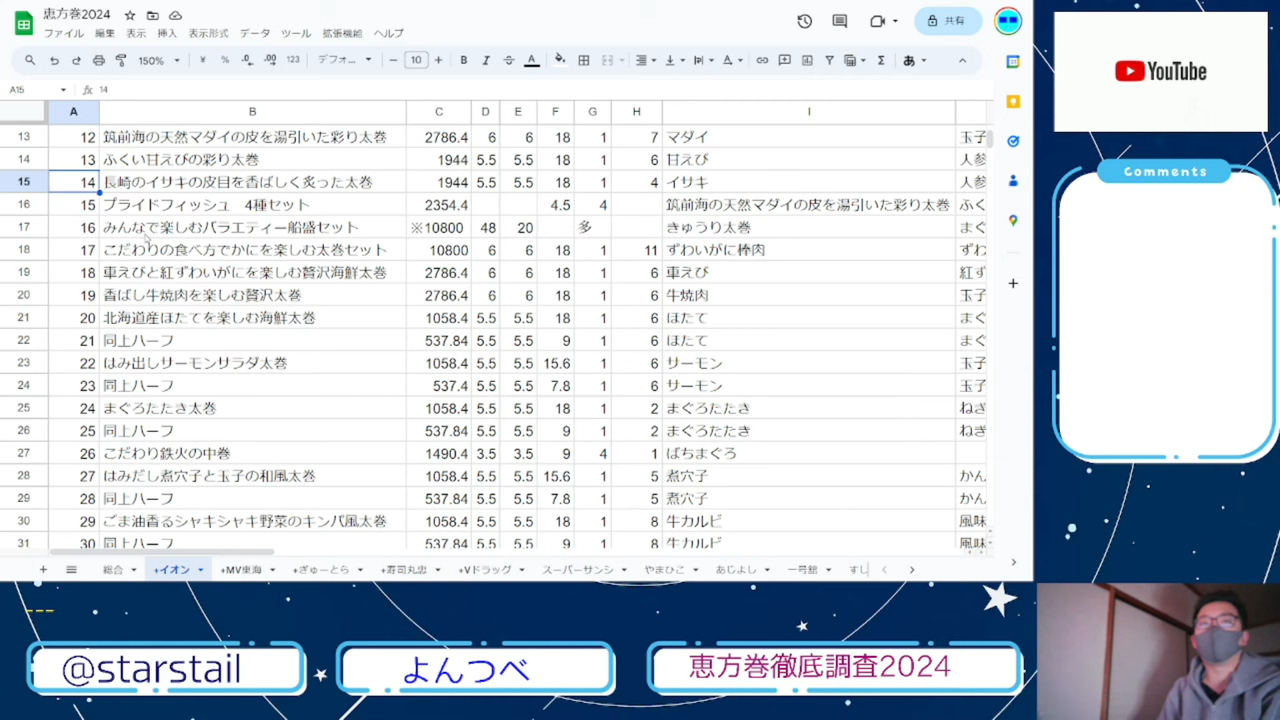 恵方巻2024
ファイル 編集 表示 挿入 表示形式 データ ツール 拡張機能 ヘルプ
共有
150% ¥ % .0 .00 123 デフォ... 10 B I A Σ あ
A15 fx 14
A B C D E F G H I
13 12 筑前海の天然マダイの皮を湯引いた彩り太巻 2786.4 6 6 18 1 7 マダイ 玉子
14 13 ふくい甘えびの彩り太巻 1944 5.5 5.5 18 1 6 甘えび 人参
15 14 長崎のイサキの皮目を香ばしく炙った太巻 1944 5.5 5.5 18 1 4 イサキ 人参
16 15 プライドフィッシュ 4種セット 2354.4 4.5 4 筑前海の天然マダイの皮を湯引いた彩り太巻 ふく
17 16 みんなで楽しむバラエティー船盛セット ※10800 48 20 多 きゅうり太巻 まぐ
18 17 こだわりの食べ方でかにを楽しむ太巻セット 10800 6 6 18 1 11 ずわいがに棒肉 ずわ
19 18 車えびと紅ずわいがにを楽しむ贅沢海鮮太巻 2786.4 6 6 18 1 6 車えび 紅ず
20 19 香ばし牛焼肉を楽しむ贅沢太巻 2786.4 6 6 18 1 6 牛焼肉 玉子
21 20 北海道産ほたてを楽しむ海鮮太巻 1058.4 5.5 5.5 18 1 6 ほたて まぐ
22 21 同上ハーフ 537.84 5.5 5.5 9 1 6 ほたて まぐ
23 22 はみ出しサーモンサラダ太巻 1058.4 5.5 5.5 15.6 1 6 サーモン 玉子
24 23 同上ハーフ 537.4 5.5 5.5 7.8 1 6 サーモン 玉子
25 24 まぐろたたき太巻 1058.4 5.5 5.5 18 1 2 まぐろたたき ねぎ
26 25 同上ハーフ 537.84 5.5 5.5 9 1 2 まぐろたたき ねぎ
27 26 こだわり鉄火の中巻 1490.4 3.5 3.5 9 4 1 ばちまぐろ
28 27 はみだし煮穴子と玉子の和風太巻 1058.4 5.5 5.5 15.6 1 5 煮穴子 かん
29 28 同上ハーフ 537.84 5.5 5.5 7.8 1 5 煮穴子 かん
30 29 ごま油香るシャキシャキ野菜のキンパ風太巻 1058.4 5.5 5.5 18 1 8 牛カルビ 風味
31 30 同上ハーフ 537.84 5.5 5.5 9 1 8 牛カルビ 風味
総合 +イオン +MV東海 +ぎゅーとら +寿司丸忠 +Vドラッグ スーパーサンシ やまひこ あじよし 一号舘 すし
YouTube
Comments
---
@starstail よんつべ 恵方巻徹底調査2024